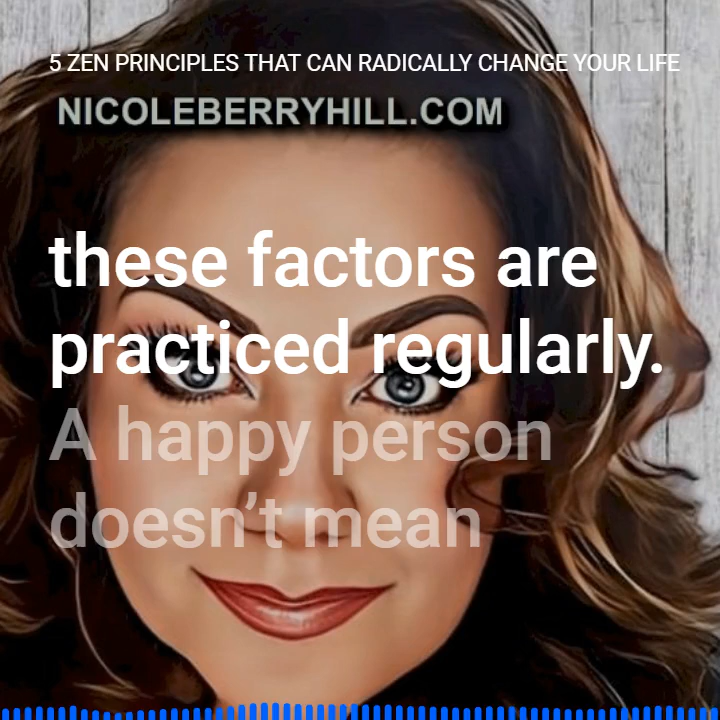 5 ZEN PRINCIPLES THAT CAN RADICALLY CHANGE YOUR LIFE
NICOLEBERRYHILL.COM
these factors are
practiced regularly.
A happy person
doesn’t mean